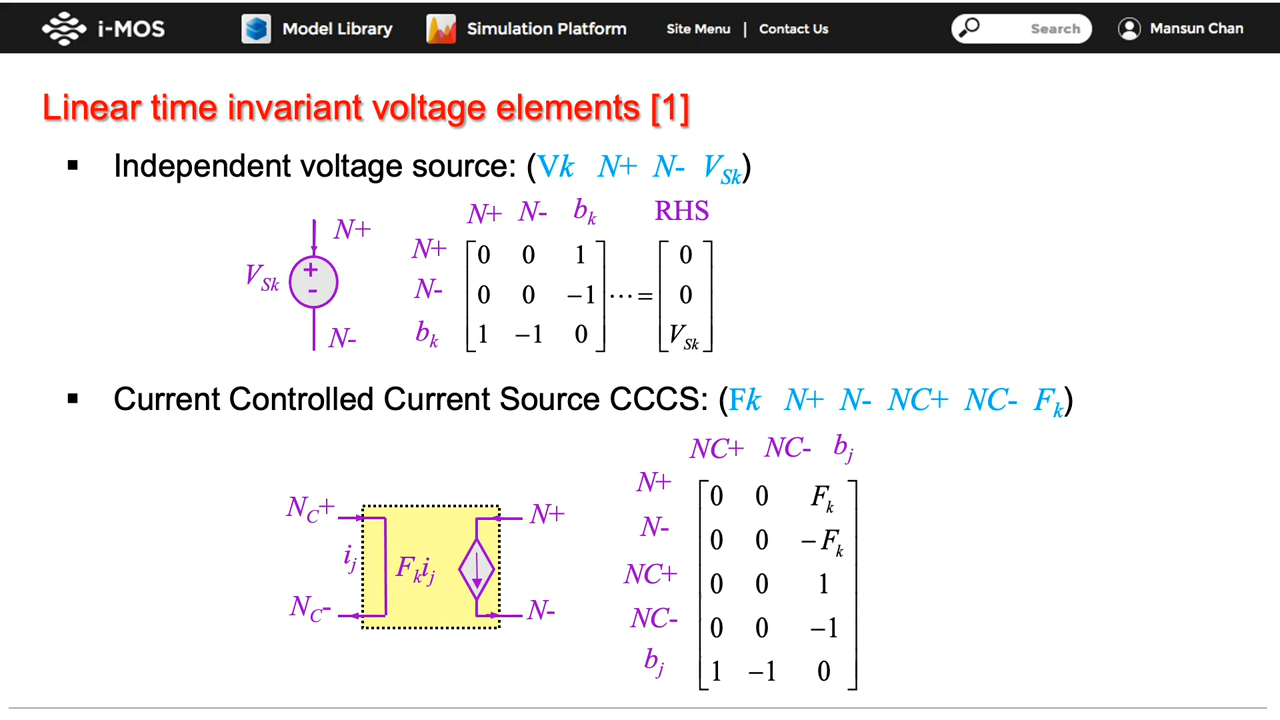 i-MOS Model Library Simulation Platform Site Menu | Contact Us Search Mansun Chan
Linear time invariant voltage elements [1]
▪ Independent voltage source: (Vk N+ N- V_Sk)
N+ N- b_k RHS
N+
V_Sk + -
N-
N+ [0 0 1] [0]
N- [0 0 −1] ⋯ = [0]
b_k [1 −1 0] [V_Sk]
▪ Current Controlled Current Source CCCS: (Fk N+ N- NC+ NC- F_k)
NC+ NC- b_j
N_C+ N+
i_j F_k i_j
N_C- N-
N+ [0 0 F_k]
N- [0 0 −F_k]
NC+ [0 0 1]
NC- [0 0 −1]
b_j [1 −1 0]